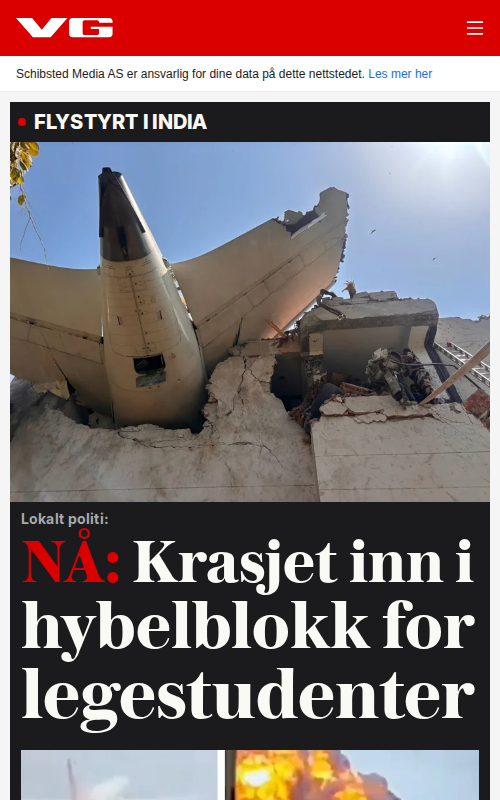 VG
Schibsted Media AS er ansvarlig for dine data på dette nettstedet. Les mer her
FLYSTYRT I INDIA
Lokalt politi:
NÅ: Krasjet inn i
hybelblokk for
legestudenter